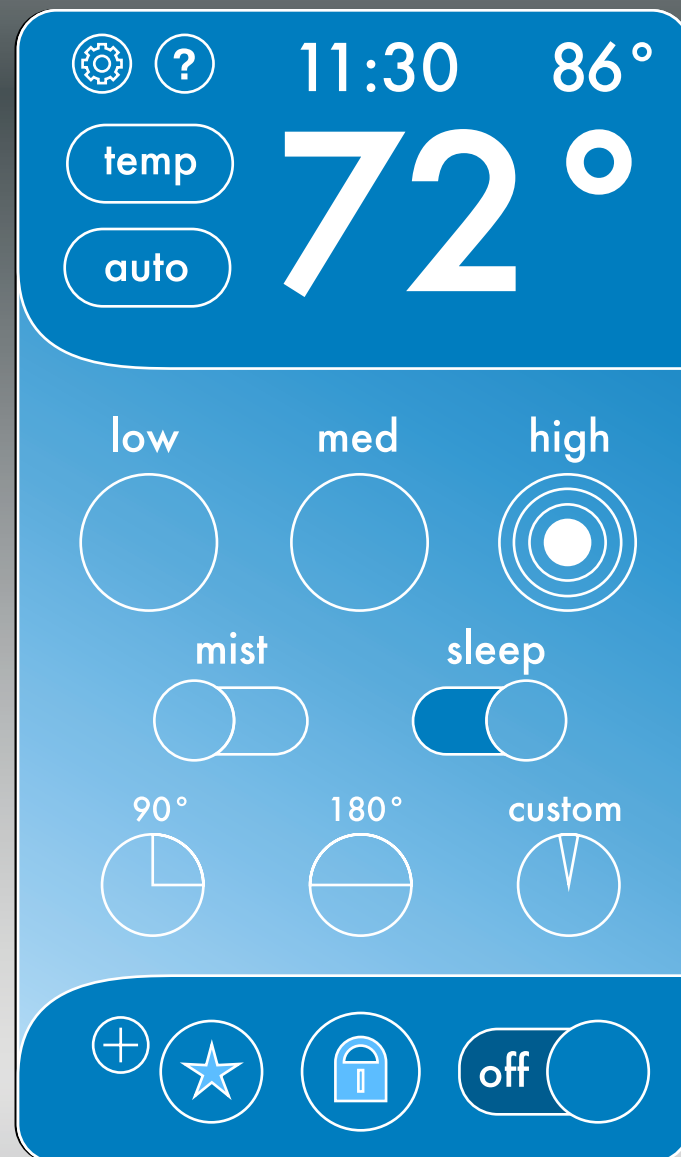 ? 11:30 86°
temp
72°
auto
low med high
mist sleep
90° 180° custom
off